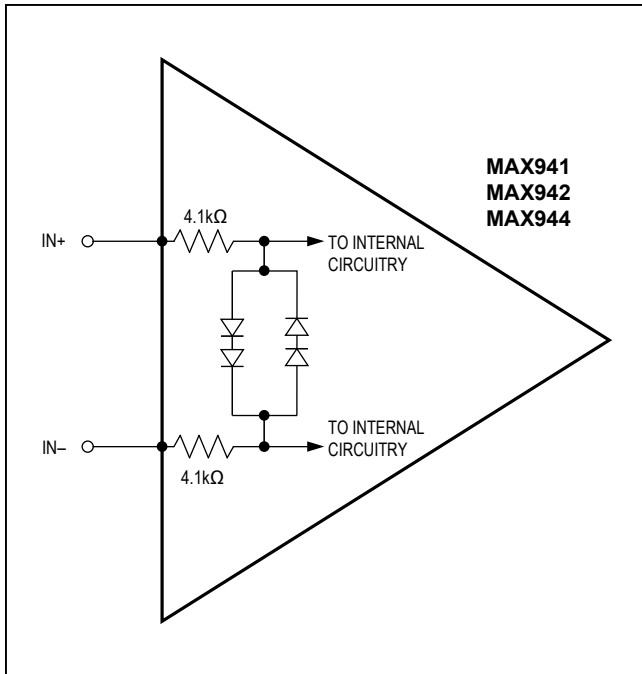 MAX941
MAX942
MAX944
4.1kΩ
IN+
TO INTERNAL
CIRCUITRY
TO INTERNAL
CIRCUITRY
IN–
4.1kΩ